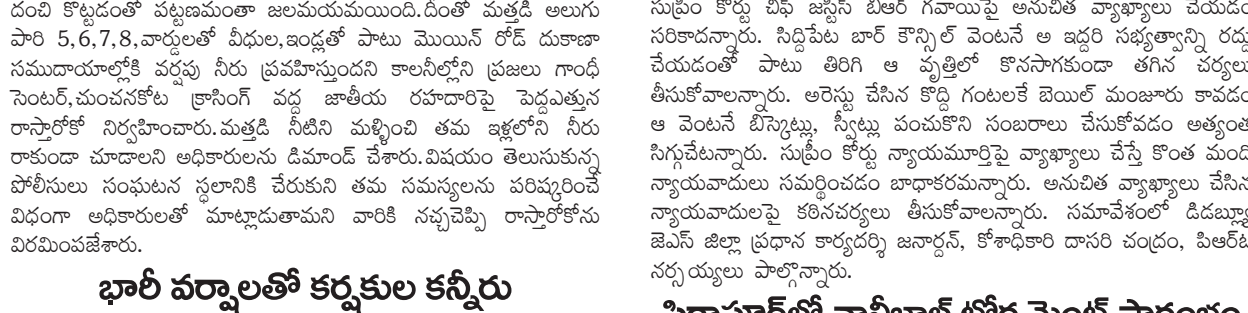 దంచి కొట్టడంతో పట్టణమంతా జలమయమయింది.దీంతో మత్తడి అలుగు
పారి 5,6,7,8,వార్డులతో వీధుల,ఇండ్లతో పాటు మొయిన్ రోడ్ దుకాణా
సముదాయాల్లోకి వర్షపు నీరు ప్రవహిస్తుందని కాలనీల్లోని ప్రజలు గాంధీ
సెంటర్,చుంచనకోట క్రాసింగ్ వద్ద జాతీయ రహదారిపై పెద్దఎత్తున
రాస్తారోకో నిర్వహించారు.మత్తడి నీటిని మళ్ళించి తమ ఇళ్లలోని నీరు
రాకుండా చూడాలని అధికారులను డిమాండ్ చేశారు.విషయం తెలుసుకున్న
పోలీసులు సంఘటన స్థలానికి చేరుకుని తమ సమస్యలను పరిష్కరించే
విధంగా అధికారులతో మాట్లాడుతామని వారికి నచ్చచెప్పి రాస్తారోకోను
విరమింపజేశారు.
భారీ వర్షాలతో కర్షకుల కన్నీరు
సుప్రీం కోర్టు చీఫ్ జస్టిస్ బిఆర్ గవాయిపై అనుచిత వ్యాఖ్యాలు చేయడం
సరికాదన్నారు. సిద్దిపేట బార్ కౌన్సిల్ వెంటనే అ ఇద్దరి సభ్యత్వాన్ని రద్దు
చేయడంతో పాటు తిరిగి ఆ వృత్తిలో కొనసాగకుండా తగిన చర్యలు
తీసుకోవాలన్నారు. అరెస్టు చేసిన కొద్ది గంటలకే బెయిల్ మంజూరు కావడం
ఆ వెంటనే బిస్కెట్లు, స్వీట్లు పంచుకొని సంబరాలు చేసుకోవడం అత్యంత
సిగ్గుచేటన్నారు. సుప్రీం కోర్టు న్యాయమూర్తిపై వ్యాఖ్యాలు చేస్తే కొంత మంది
న్యాయవాదులు సమర్థించడం బాధాకరమన్నారు. అనుచిత వ్యాఖ్యాలు చేసిన
న్యాయవాదులపై కఠినచర్యలు తీసుకోవాలన్నారు. సమావేశంలో డిడబ్ల్యూ
జెఎస్ జిల్లా ప్రధాన కార్యదర్శి జనార్దన్, కోశాధికారి దాసరి చంద్రం, పిఆర్‌ట
నర్సయ్యలు పాల్గొన్నారు.